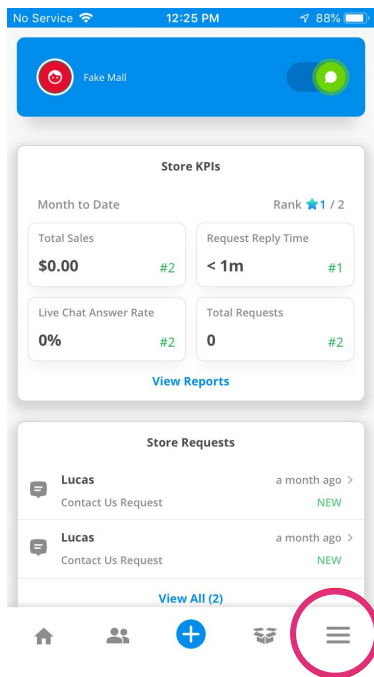 No Service 12:25 PM 88%
Fake Mall
Store KPIs
Month to Date Rank 1 / 2
Total Sales Request Reply Time
$0.00 #2 < 1m #1
Live Chat Answer Rate Total Requests
0% #2 0 #2
View Reports
Store Requests
Lucas a month ago >
Contact Us Request NEW
Lucas a month ago >
Contact Us Request NEW
View All (2)